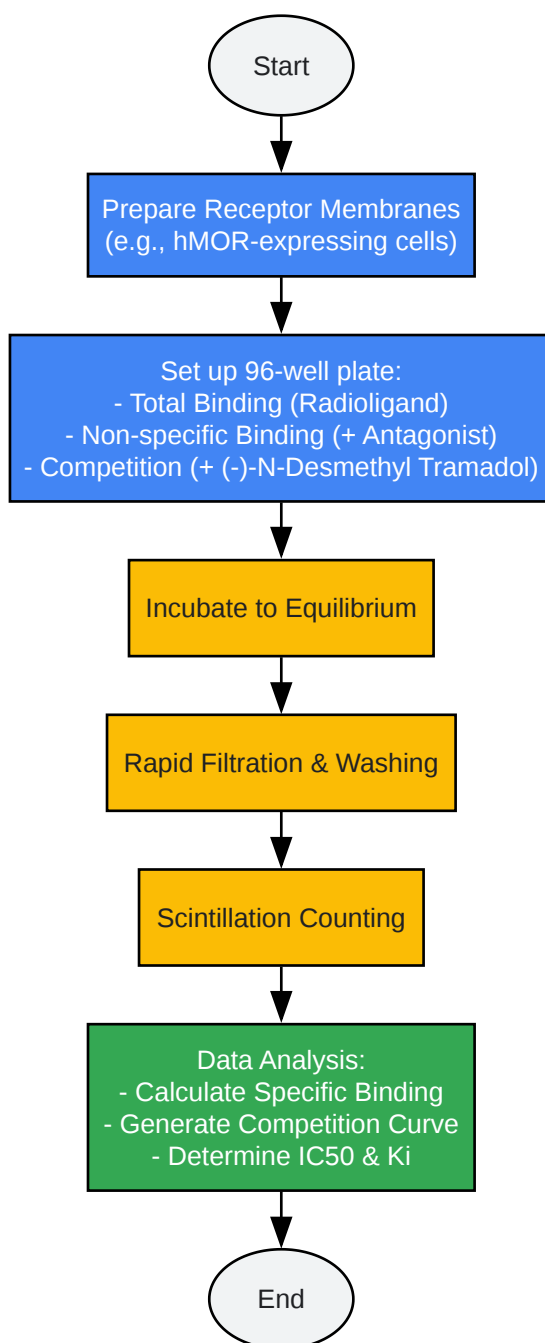 Start
Prepare Receptor Membranes
(e.g., hMOR-expressing cells)
Set up 96-well plate:
- Total Binding (Radioligand)
- Non-specific Binding (+ Antagonist)
- Competition (+ (-)-N-Desmethyl Tramadol)
Incubate to Equilibrium
Rapid Filtration & Washing
Scintillation Counting
Data Analysis:
- Calculate Specific Binding
- Generate Competition Curve
- Determine IC50 & Ki
End